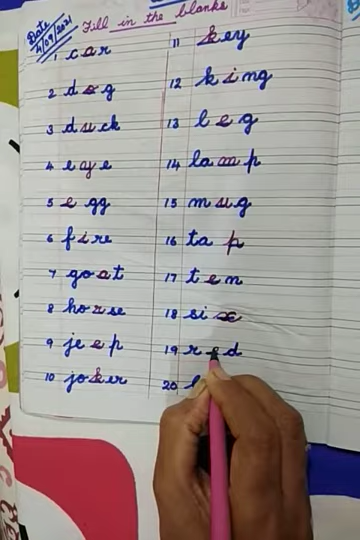 Date
4/09/2021
Fill in the blanks
1 car
2 dog
3 duck
4 eye
5 egg
6 fire
7 goat
8 horse
9 jeep
10 joker
11 key
12 king
13 leg
14 lamp
15 mug
16 tap
17 ten
18 six
19 red
20